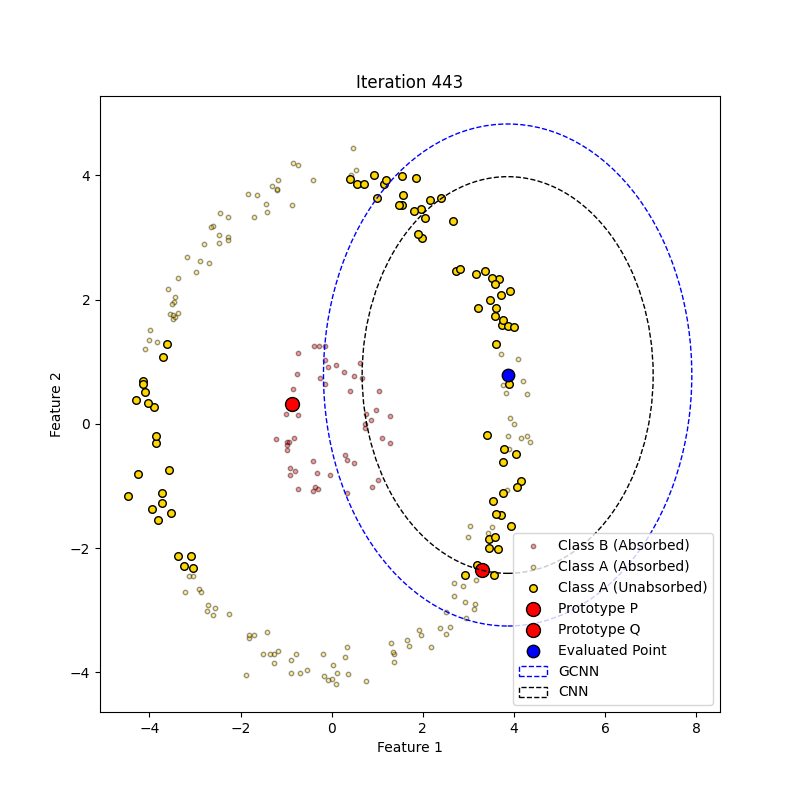 Iteration 443
Feature 2
4
2
0
−2
−4
Class B (Absorbed)
Class A (Absorbed)
Class A (Unabsorbed)
Prototype P
Prototype Q
Evaluated Point
GCNN
CNN
−4 −2 0 2 4 6 8
Feature 1